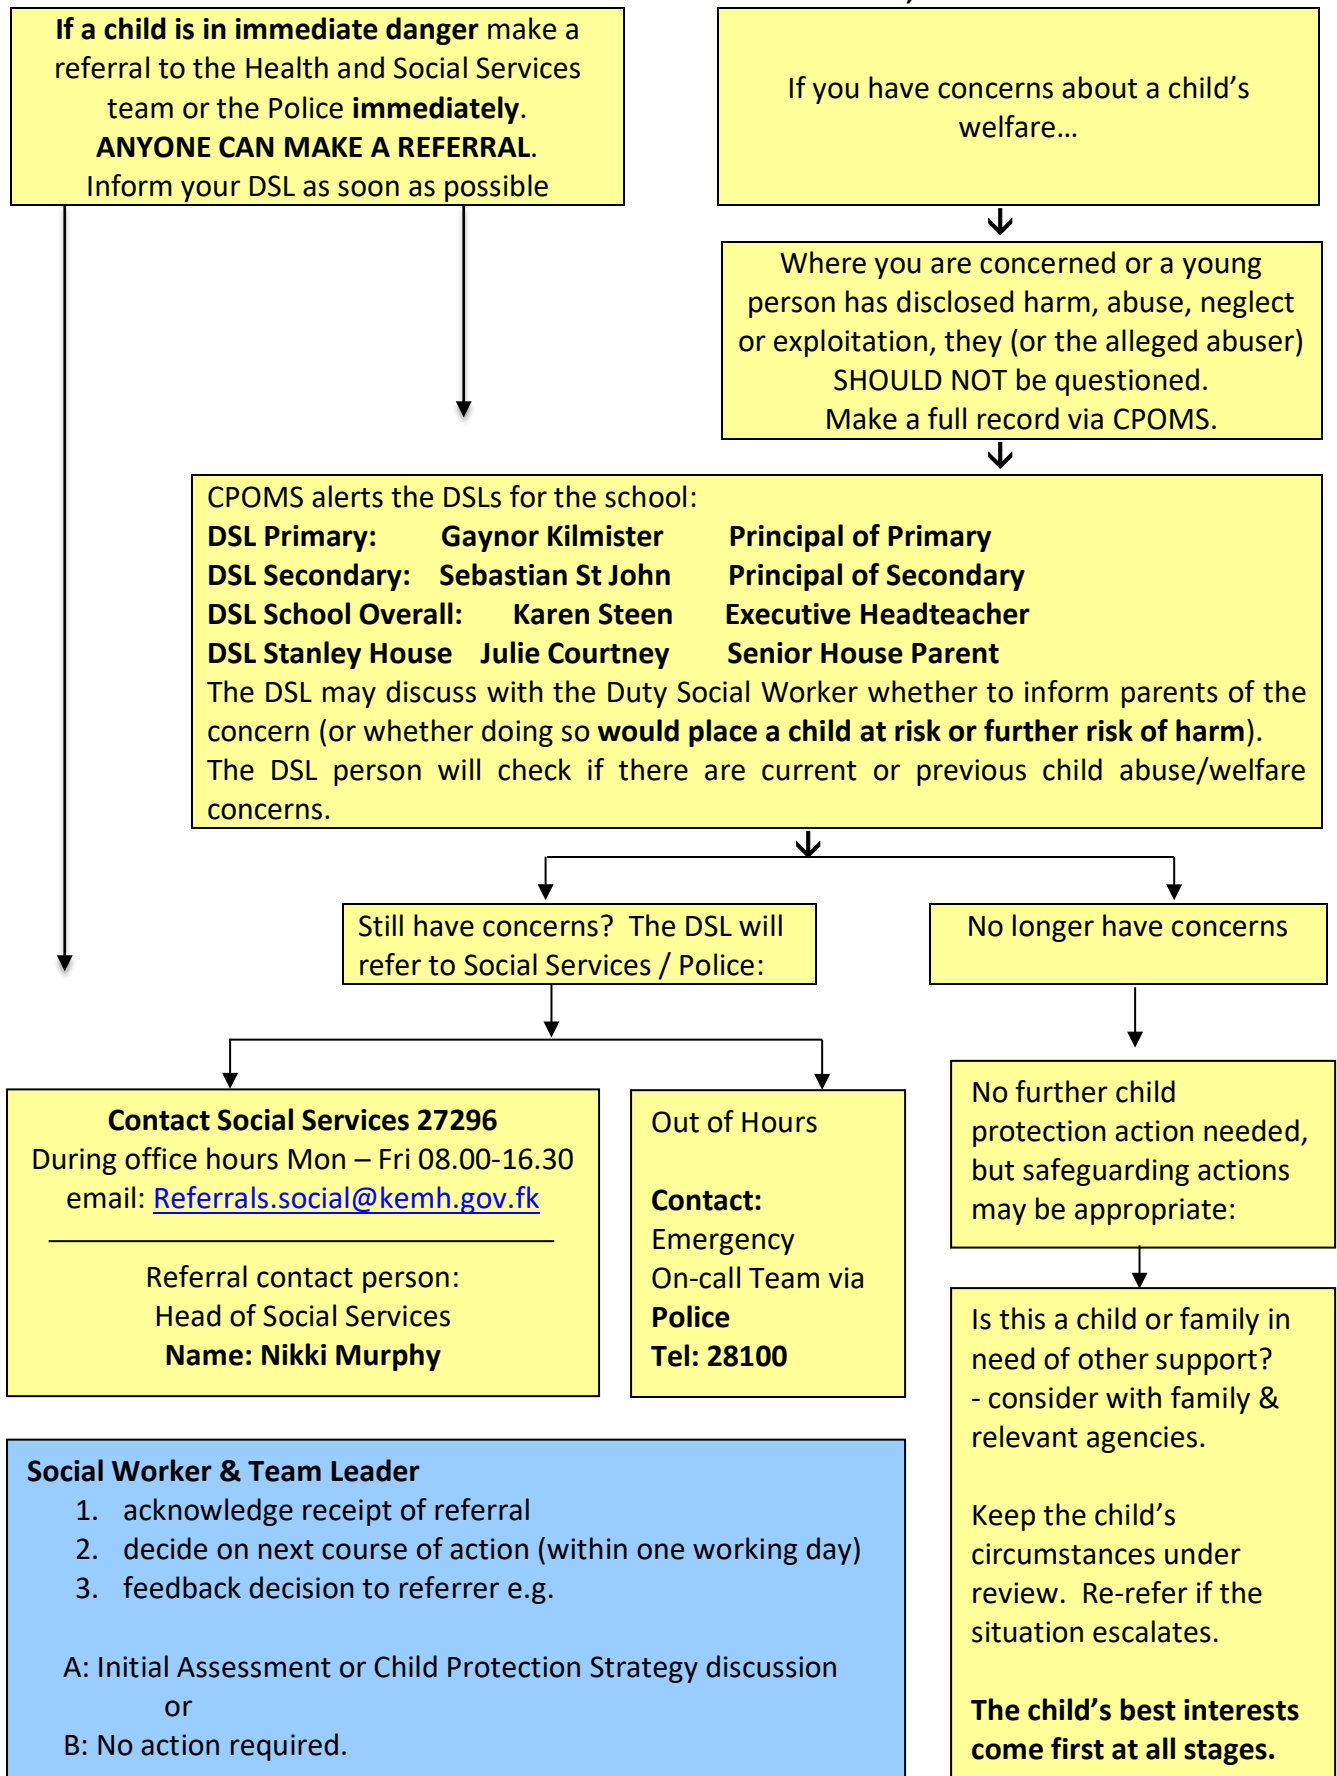 If a child is in immediate danger make a
referral to the Health and Social Services
team or the Police immediately.
ANYONE CAN MAKE A REFERRAL.
Inform your DSL as soon as possible
If you have concerns about a child’s
welfare…
Where you are concerned or a young
person has disclosed harm, abuse, neglect
or exploitation, they (or the alleged abuser)
SHOULD NOT be questioned.
Make a full record via CPOMS.
CPOMS alerts the DSLs for the school:
DSL Primary: Gaynor Kilmister Principal of Primary
DSL Secondary: Sebastian St John Principal of Secondary
DSL School Overall: Karen Steen Executive Headteacher
DSL Stanley House Julie Courtney Senior House Parent
The DSL may discuss with the Duty Social Worker whether to inform parents of the
concern (or whether doing so would place a child at risk or further risk of harm).
The DSL person will check if there are current or previous child abuse/welfare
concerns.
Still have concerns? The DSL will
refer to Social Services / Police:
No longer have concerns
Contact Social Services 27296
During office hours Mon – Fri 08.00-16.30
email: Referrals.social@kemh.gov.fk
Referral contact person:
Head of Social Services
Name: Nikki Murphy
Out of Hours
Contact:
Emergency
On-call Team via
Police
Tel: 28100
No further child
protection action needed,
but safeguarding actions
may be appropriate:
Is this a child or family in
need of other support?
- consider with family &
relevant agencies.
Keep the child’s
circumstances under
review. Re-refer if the
situation escalates.
The child’s best interests
come first at all stages.
Social Worker & Team Leader
1. acknowledge receipt of referral
2. decide on next course of action (within one working day)
3. feedback decision to referrer e.g.
A: Initial Assessment or Child Protection Strategy discussion
or
B: No action required.